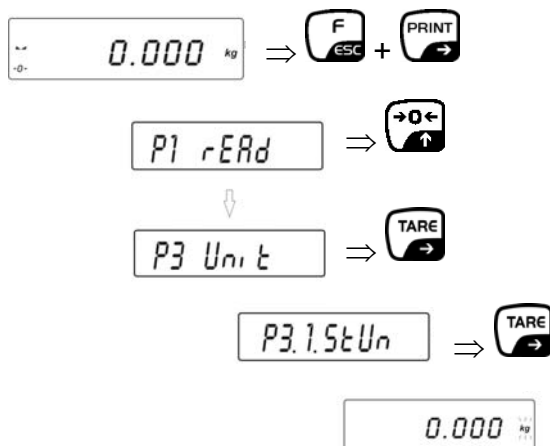 -0- 0.000 kg ⇒ F ESC + PRINT
P1 rEAd ⇒ →0←
P3 Unit ⇒ TARE
P3.1.StUn ⇒ TARE
0.000 kg